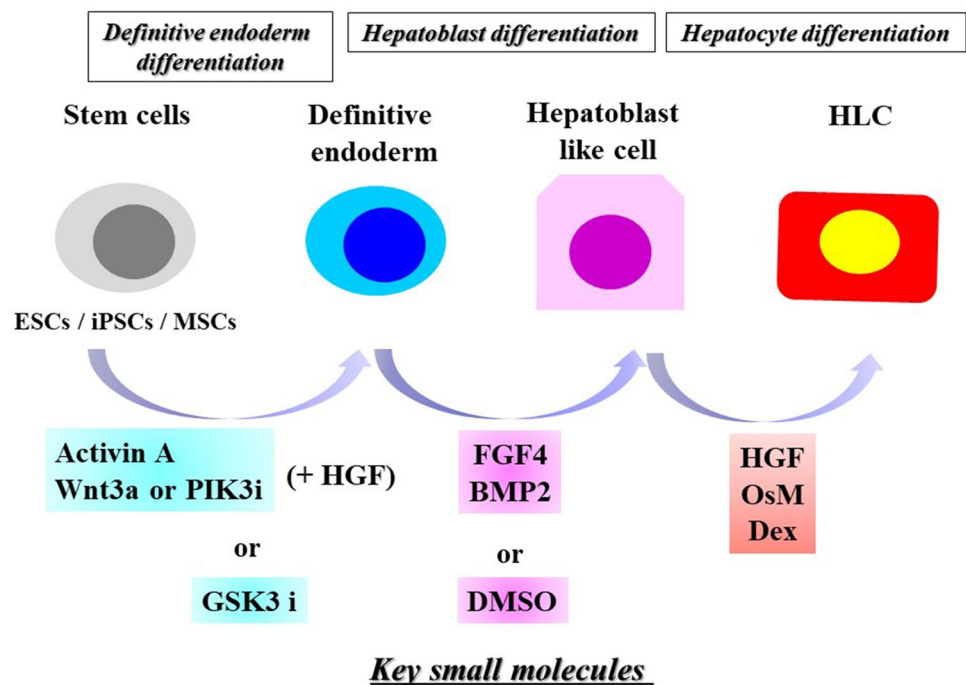 Definitive endoderm
differentiation
Hepatoblast differentiation
Hepatocyte differentiation
Stem cells
Definitive
endoderm
Hepatoblast
like cell
HLC
ESCs / iPSCs / MSCs
Activin A
Wnt3a or PIK3i
(+ HGF)
or
GSK3 i
FGF4
BMP2
or
DMSO
HGF
OsM
Dex
Key small molecules